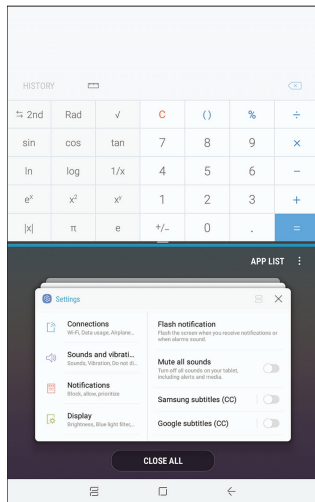 HISTORY
⇆ 2nd Rad √ C () % ÷
sin cos tan 7 8 9 ×
ln log 1/x 4 5 6 −
eˣ x² xʸ 1 2 3 +
|x| π e +/− 0 . =
APP LIST
Settings
Connections
Wi-Fi, Data usage, Airplane...
Sounds and vibrati...
Sounds, Vibration, Do not di...
Notifications
Block, allow, prioritize
Display
Brightness, Blue light filter,...
Flash notification
Flash the screen when you receive notifications or
when alarms sound.
Mute all sounds
Turn off all sounds on your tablet,
including alerts and media.
Samsung subtitles (CC)
Google subtitles (CC)
CLOSE ALL